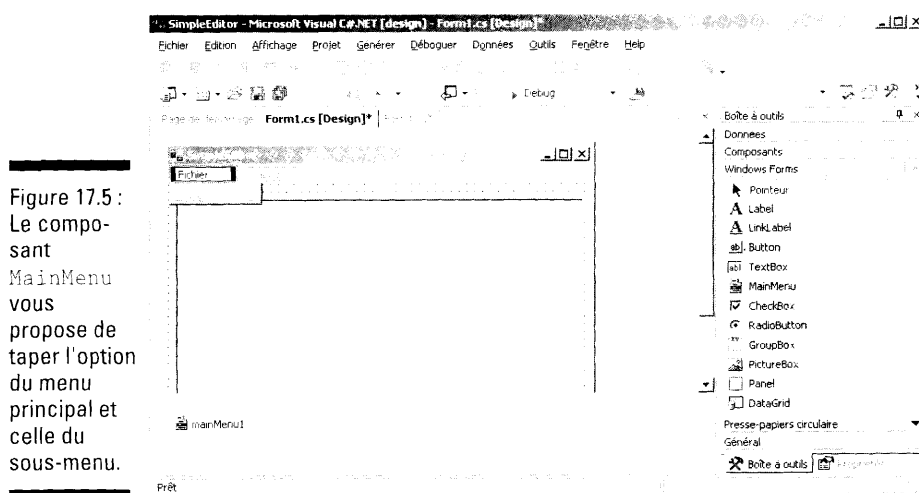 SimpleEditor - Microsoft Visual C#.NET [design] - Form1.cs [Design]*
Fichier Edition Affichage Projet Générer Déboguer Données Outils Fenêtre Help
Debug
Form1.cs [Design]*
Boîte à outils
Données
Composants
Windows Forms
Pointeur
A Label
A LinkLabel
ab Button
abl TextBox
MainMenu
CheckBox
RadioButton
GroupBox
PictureBox
Panel
DataGrid
Presse-papiers circulaire
Général
Boîte à outils
Fichier
mainMenu1
Prêt
Figure 17.5 :
Le compo-
sant
MainMenu
vous
propose de
taper l'option
du menu
principal et
celle du
sous-menu.